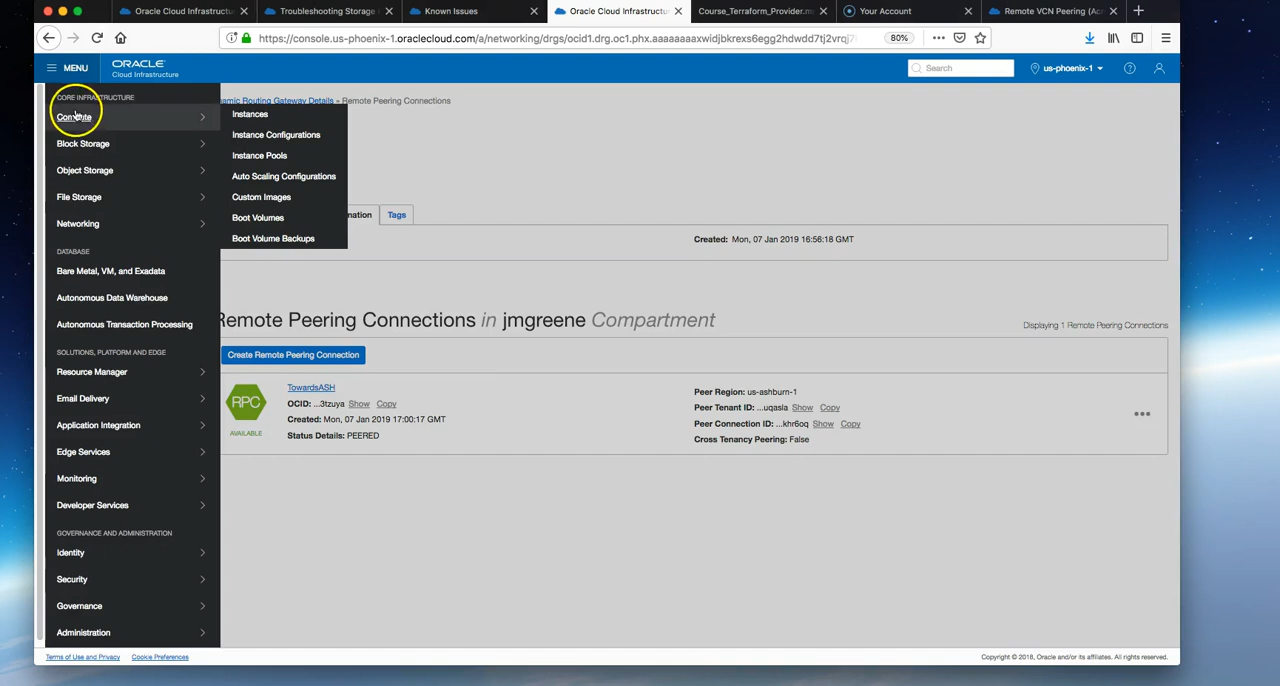 Oracle Cloud Infrastructu
Troubleshooting Storage
Known Issues
Oracle Cloud Infrastructu
Course_Terraform_Provider.m
Your Account
Remote VCN Peering (Acr
https://console.us-phoenix-1.oraclecloud.com/a/networking/drgs/
80%
MENU
ORACLE
Cloud Infrastructure
Search
us-phoenix-1
CORE INFRASTRUCTURE
Compute
Block Storage
Object Storage
File Storage
Networking
DATABASE
Bare Metal, VM, and Exadata
Autonomous Data Warehouse
Autonomous Transaction Processing
SOLUTIONS, PLATFORM AND EDGE
Resource Manager
Email Delivery
Application Integration
Edge Services
Monitoring
Developer Services
GOVERNANCE AND ADMINISTRATION
Identity
Security
Governance
Administration
Instances
Instance Configurations
Instance Pools
Auto Scaling Configurations
Custom Images
Boot Volumes
Boot Volume Backups
namic Routing Gateway Details » Remote Peering Connections
mation
Tags
Created: Mon, 07 Jan 2019 16:56:18 GMT
Remote Peering Connections in jmgreene Compartment
Displaying 1 Remote Peering Connections
Create Remote Peering Connection
RPC
AVAILABLE
TowardsASH
OCID: ...3tzuya Show Copy
Created: Mon, 07 Jan 2019 17:00:17 GMT
Status Details: PEERED
Peer Region: us-ashburn-1
Peer Tenant ID: ...uqasla Show Copy
Peer Connection ID: ...khr6oq Show Copy
Cross Tenancy Peering: False
Terms of Use and Privacy
Cookie Preferences
Copyright © 2018, Oracle and/or its affiliates. All rights reserved.